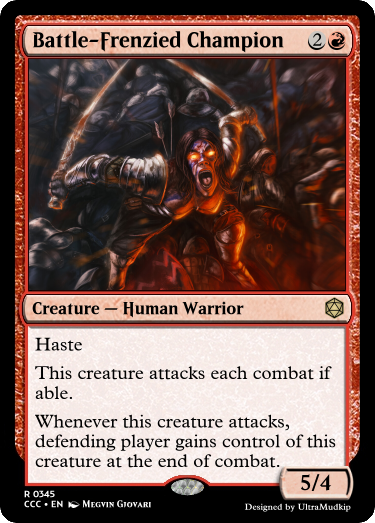 Battle-Frenzied Champion 2
Creature — Human Warrior
Haste
This creature attacks each combat if
able.
Whenever this creature attacks,
defending player gains control of this
creature at the end of combat.
5/4
R 0345
CCC • EN Megvin Giovari
Designed by UltraMudkip